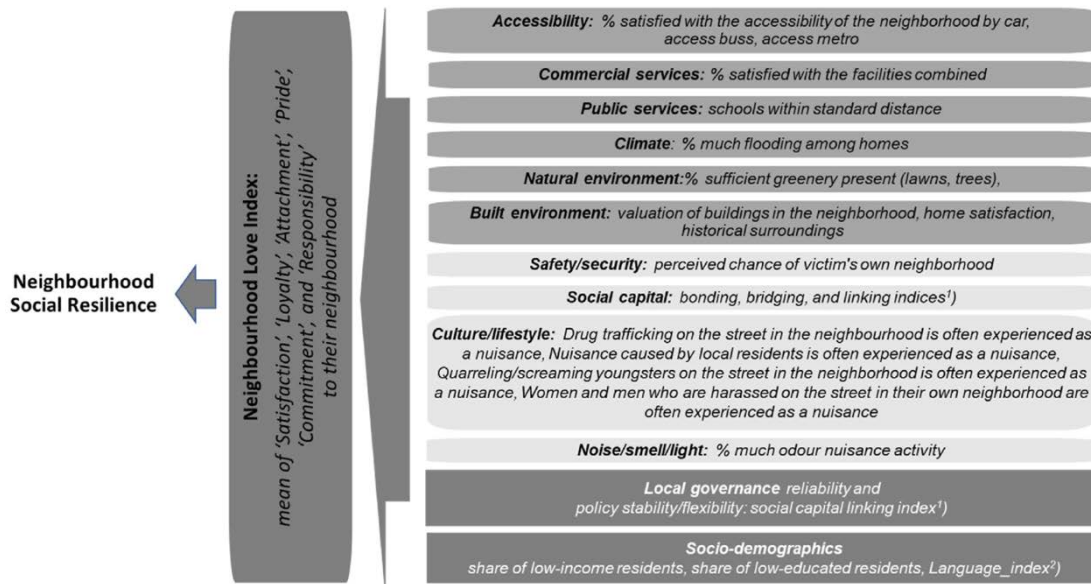 Neighbourhood
Social Resilience
Neighbourhood Love Index:
mean of 'Satisfaction', 'Loyalty', 'Attachment', 'Pride',
'Commitment', and 'Responsibility'
to their neighbourhood
Accessibility: % satisfied with the accessibility of the neighborhood by car,
access buss, access metro
Commercial services: % satisfied with the facilities combined
Public services: schools within standard distance
Climate: % much flooding among homes
Natural environment:% sufficient greenery present (lawns, trees),
Built environment: valuation of buildings in the neighborhood, home satisfaction,
historical surroundings
Safety/security: perceived chance of victim's own neighborhood
Social capital: bonding, bridging, and linking indices¹)
Culture/lifestyle: Drug trafficking on the street in the neighbourhood is often experienced as
a nuisance, Nuisance caused by local residents is often experienced as a nuisance,
Quarreling/screaming youngsters on the street in the neighborhood is often experienced as
a nuisance, Women and men who are harassed on the street in their own neighborhood are
often experienced as a nuisance
Noise/smell/light: % much odour nuisance activity
Local governance reliability and
policy stability/flexibility: social capital linking index¹)
Socio-demographics
share of low-income residents, share of low-educated residents, Language_index²)